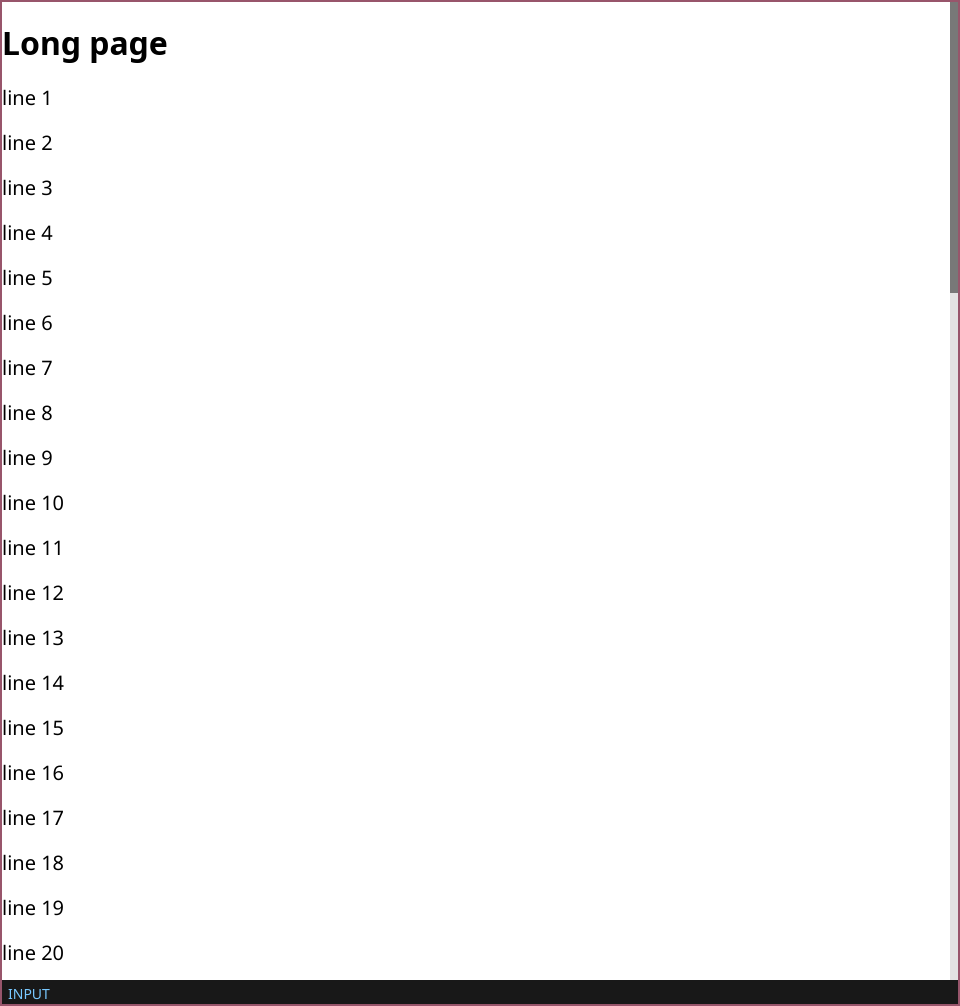 Long page
line 1
line 2
line 3
line 4
line 5
line 6
line 7
line 8
line 9
line 10
line 11
line 12
line 13
line 14
line 15
line 16
line 17
line 18
line 19
line 20
INPUT